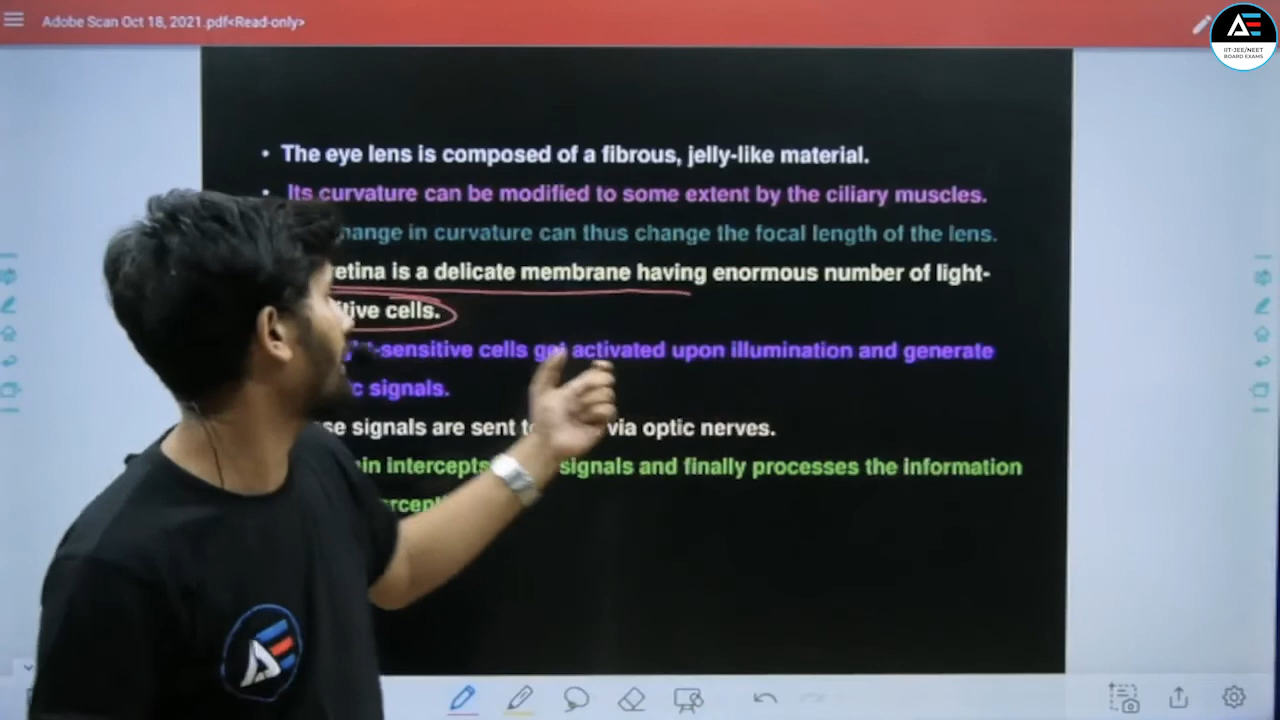 Adobe Scan Oct 18, 2021.pdf<Read-only>
IIT-JEE/NEET
BOARD EXAMS
• The eye lens is composed of a fibrous, jelly-like material.
• Its curvature can be modified to some extent by the ciliary muscles.
hange in curvature can thus change the focal length of the lens.
etina is a delicate membrane having enormous number of light-
itive cells.
-sensitive cells get activated upon illumination and generate
c signals.
se signals are sent to via optic nerves.
in intercepts signals and finally processes the information